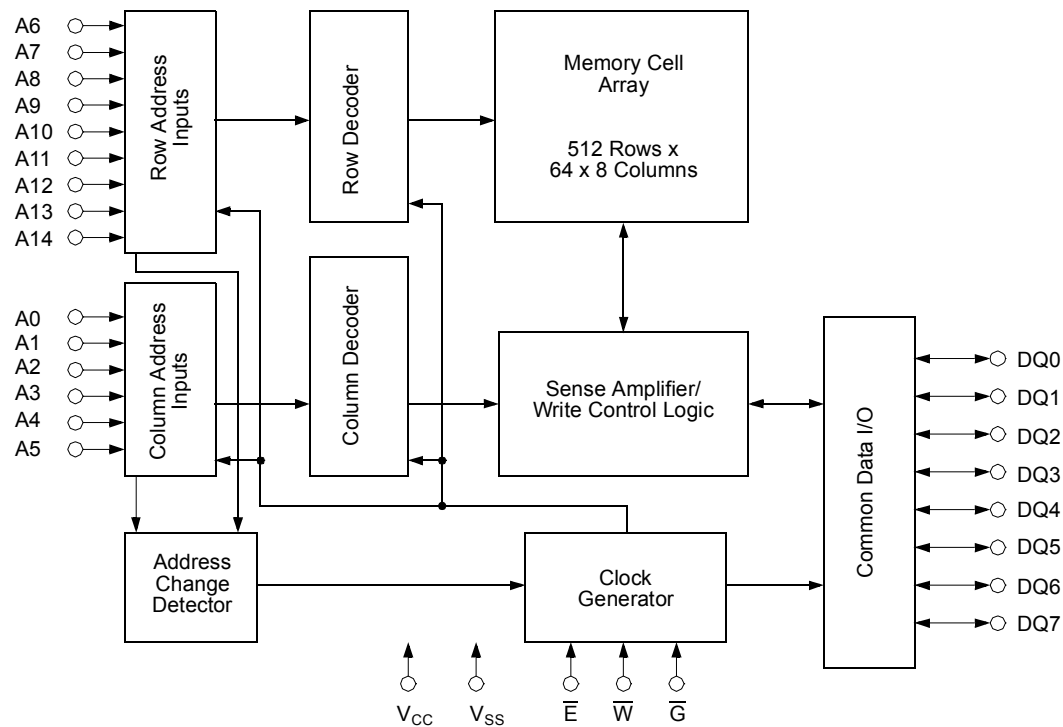 A6
A7
A8
A9
A10
A11
A12
A13
A14
Row Address
Inputs
Row Decoder
Memory Cell
Array
512 Rows x
64 x 8 Columns
A0
A1
A2
A3
A4
A5
Column Address
Inputs
Column Decoder
Sense Amplifier/
Write Control Logic
Common Data I/O
DQ0
DQ1
DQ2
DQ3
DQ4
DQ5
DQ6
DQ7
Address
Change
Detector
Clock
Generator
VCC
VSS
E̅
W̅
G̅